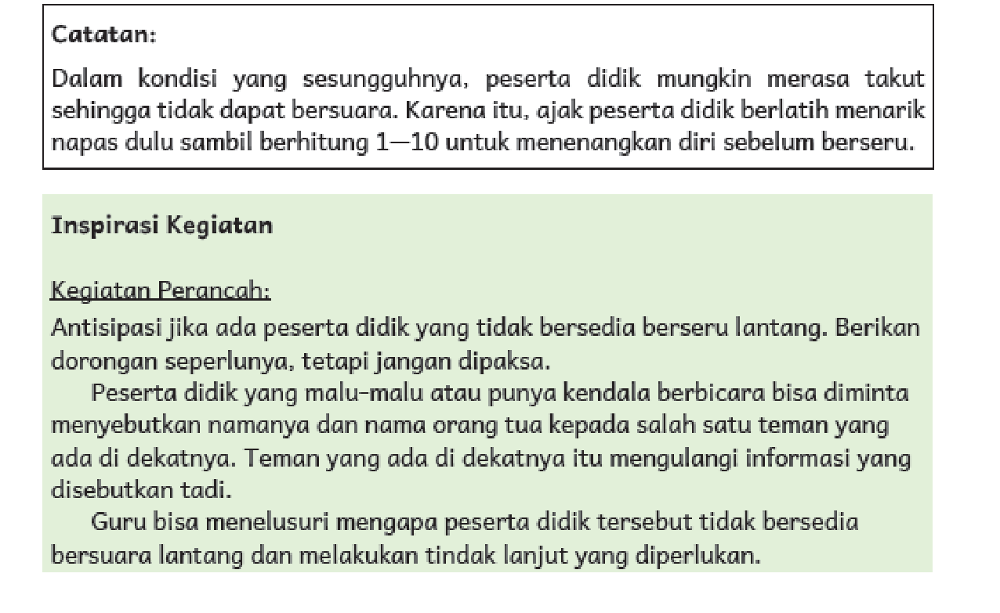 Catatan:
Dalam kondisi yang sesungguhnya, peserta didik mungkin merasa takut
sehingga tidak dapat bersuara. Karena itu, ajak peserta didik berlatih menarik
napas dulu sambil berhitung 1—10 untuk menenangkan diri sebelum berseru.
Inspirasi Kegiatan
Kegiatan Perancah:
Antisipasi jika ada peserta didik yang tidak bersedia berseru lantang. Berikan
dorongan seperlunya, tetapi jangan dipaksa.
Peserta didik yang malu-malu atau punya kendala berbicara bisa diminta
menyebutkan namanya dan nama orang tua kepada salah satu teman yang
ada di dekatnya. Teman yang ada di dekatnya itu mengulangi informasi yang
disebutkan tadi.
Guru bisa menelusuri mengapa peserta didik tersebut tidak bersedia
bersuara lantang dan melakukan tindak lanjut yang diperlukan.